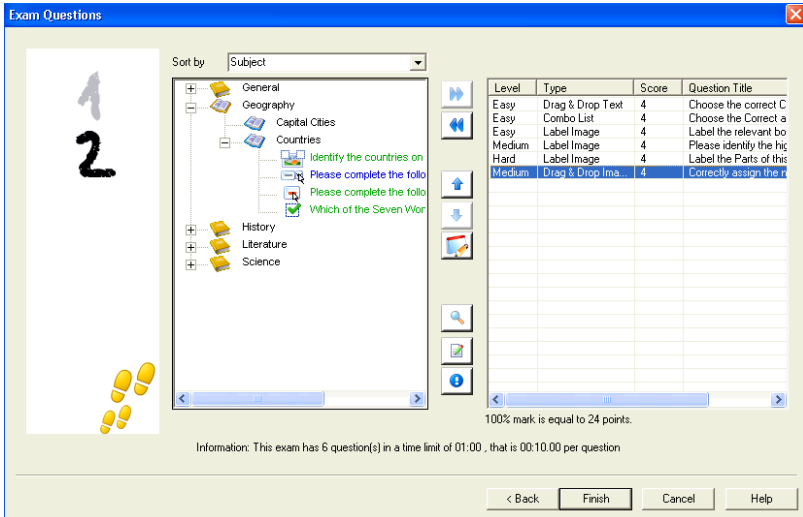 Exam Questions
1
2.
Sort by Subject
General
Geography
Capital Cities
Countries
Identify the countries on
Please complete the follo
Please complete the follo
Which of the Seven Wor
History
Literature
Science
Level Type Score Question Title
Easy Drag & Drop Text 4 Choose the correct C
Easy Combo List 4 Choose the Correct a
Easy Label Image 4 Label the relevant bo
Medium Label Image 4 Please identify the hig
Hard Label Image 4 Label the Parts of this
Medium Drag & Drop Ima... 4 Correctly assign the n
100% mark is equal to 24 points.
Information: This exam has 6 question(s) in a time limit of 01:00 , that is 00:10.00 per question
< Back Finish Cancel Help